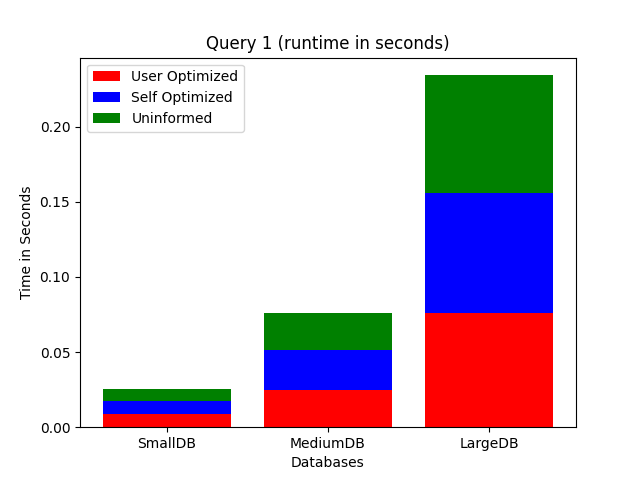 Query 1 (runtime in seconds)
User Optimized
Self Optimized
Uninformed
Time in Seconds
0.20
0.15
0.10
0.05
0.00
SmallDB MediumDB LargeDB
Databases